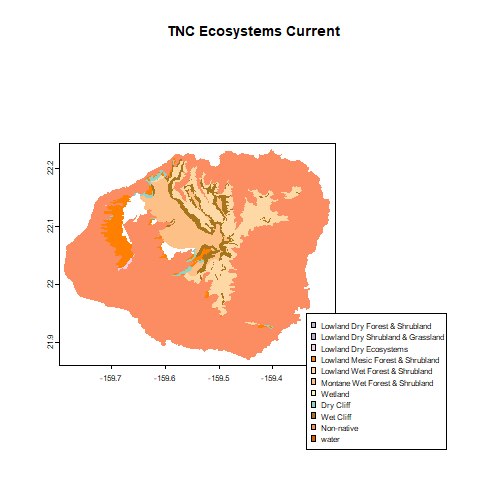 TNC Ecosystems Current
22.2
22.1
22
21.9
-159.7
-159.6
-159.5
-159.4
Lowland Dry Forest & Shrubland
Lowland Dry Shrubland & Grassland
Lowland Dry Ecosystems
Lowland Mesic Forest & Shrubland
Lowland Wet Forest & Shrubland
Montane Wet Forest & Shrubland
Wetland
Dry Cliff
Wet Cliff
Non-native
water